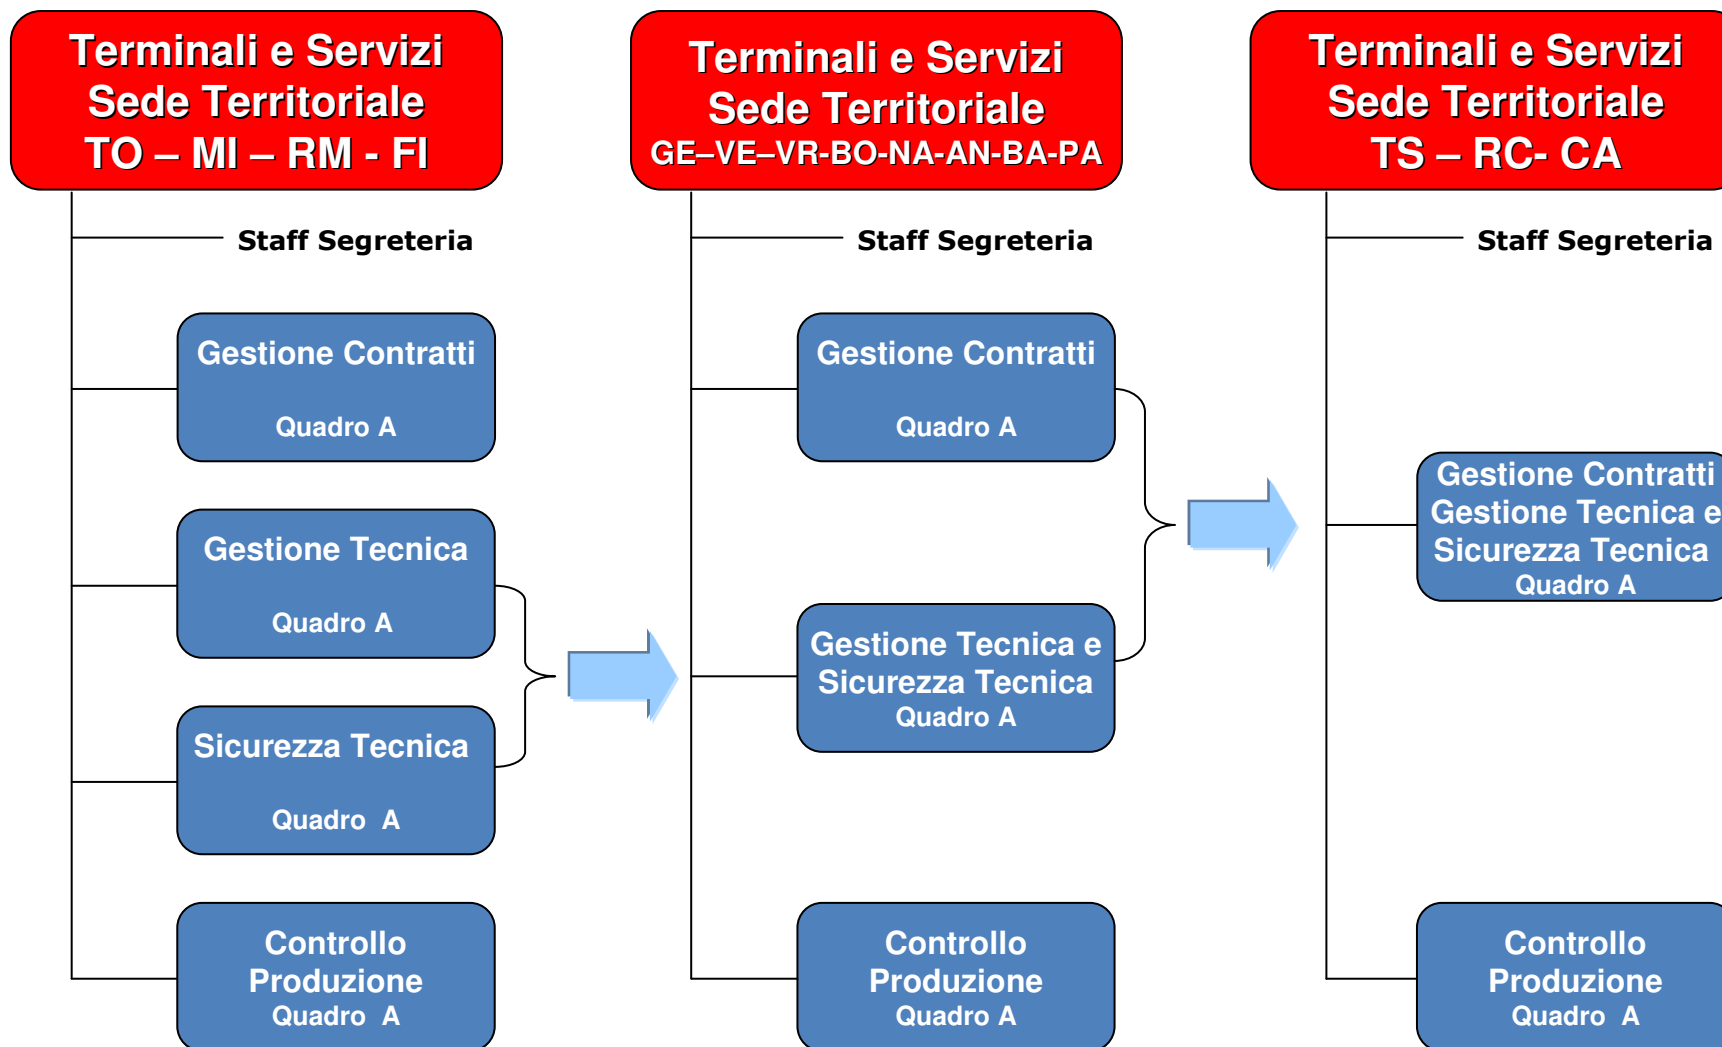 Terminali e Servizi
Sede Territoriale
TO – MI – RM - FI
Staff Segreteria
Gestione Contratti
Quadro A
Gestione Tecnica
Quadro A
Sicurezza Tecnica
Quadro A
Controllo
Produzione
Quadro A
Terminali e Servizi
Sede Territoriale
GE–VE–VR-BO-NA-AN-BA-PA
Staff Segreteria
Gestione Contratti
Quadro A
Gestione Tecnica e
Sicurezza Tecnica
Quadro A
Controllo
Produzione
Quadro A
Terminali e Servizi
Sede Territoriale
TS – RC- CA
Staff Segreteria
Gestione Contratti
Gestione Tecnica e
Sicurezza Tecnica
Quadro A
Controllo
Produzione
Quadro A